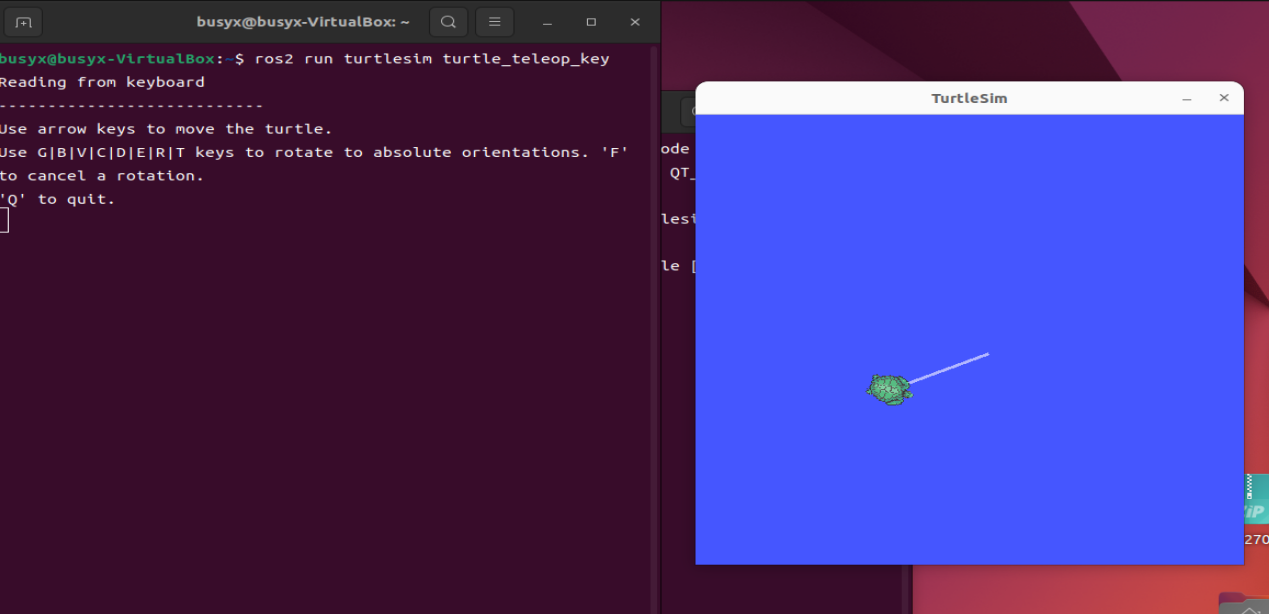 busyx@busyx-VirtualBox: ~
busyx@busyx-VirtualBox:~$ ros2 run turtlesim turtle_teleop_key
Reading from keyboard
---------------------------
Use arrow keys to move the turtle.
Use G|B|V|C|D|E|R|T keys to rotate to absolute orientations. 'F'
to cancel a rotation.
'Q' to quit.
TurtleSim
ode
QT_
lesi
le [
iP
270